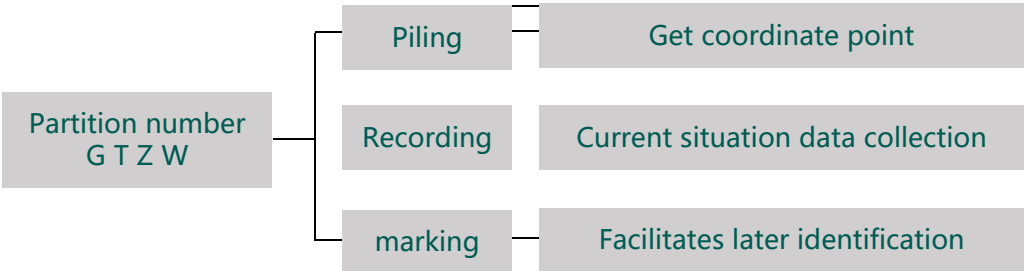 Partition number
G T Z W
Piling
Get coordinate point
Recording
Current situation data collection
marking
Facilitates later identification